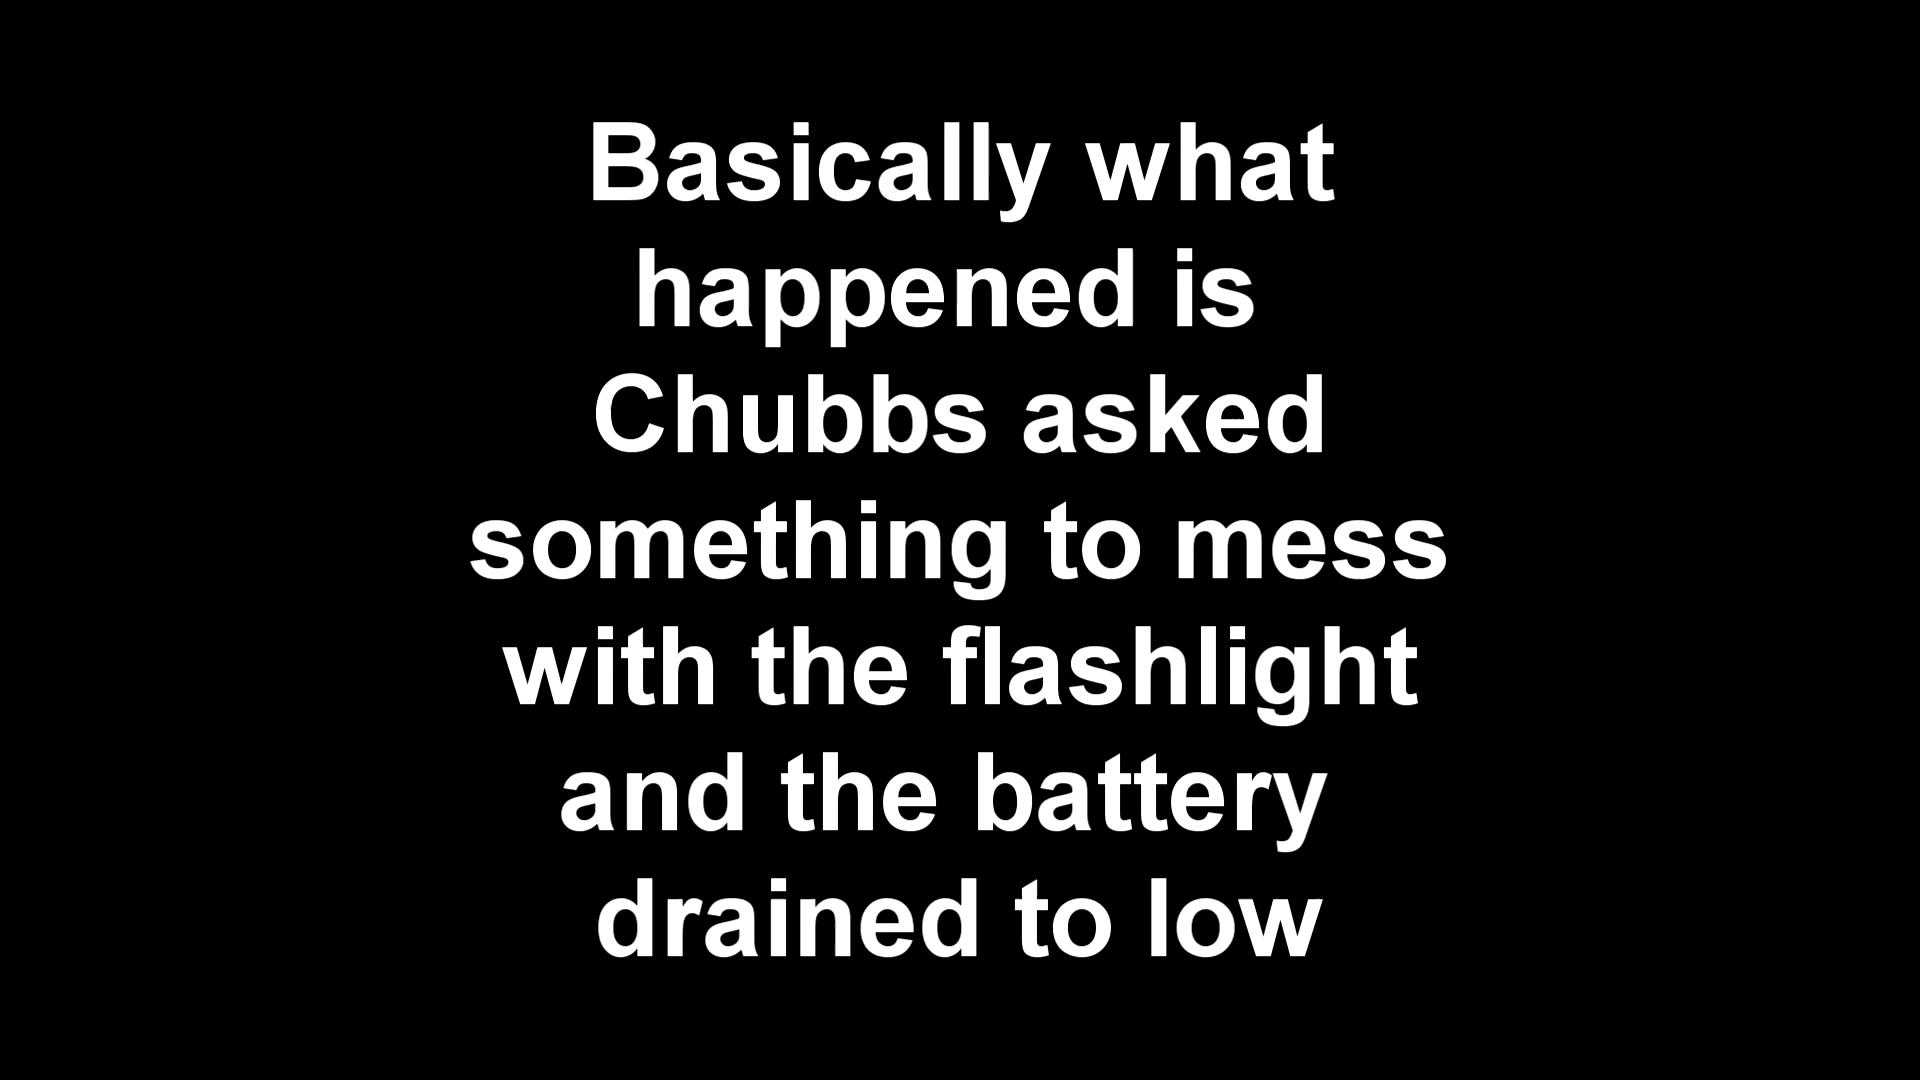 Basically what
happened is
Chubbs asked
something to mess
with the flashlight
and the battery
drained to low